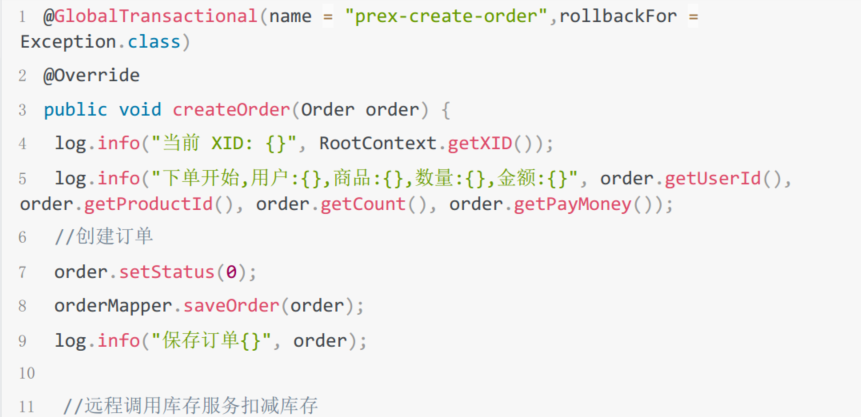 1 @GlobalTransactional(name = "prex-create-order",rollbackFor =
Exception.class)
2 @Override
3 public void createOrder(Order order) {
4 log.info("当前 XID: {}", RootContext.getXID());
5 log.info("下单开始,用户:{},商品:{},数量:{},金额:{}", order.getUserId(),
order.getProductId(), order.getCount(), order.getPayMoney());
6 //创建订单
7 order.setStatus(0);
8 orderMapper.saveOrder(order);
9 log.info("保存订单{}", order);
10
11 //远程调用库存服务扣减库存